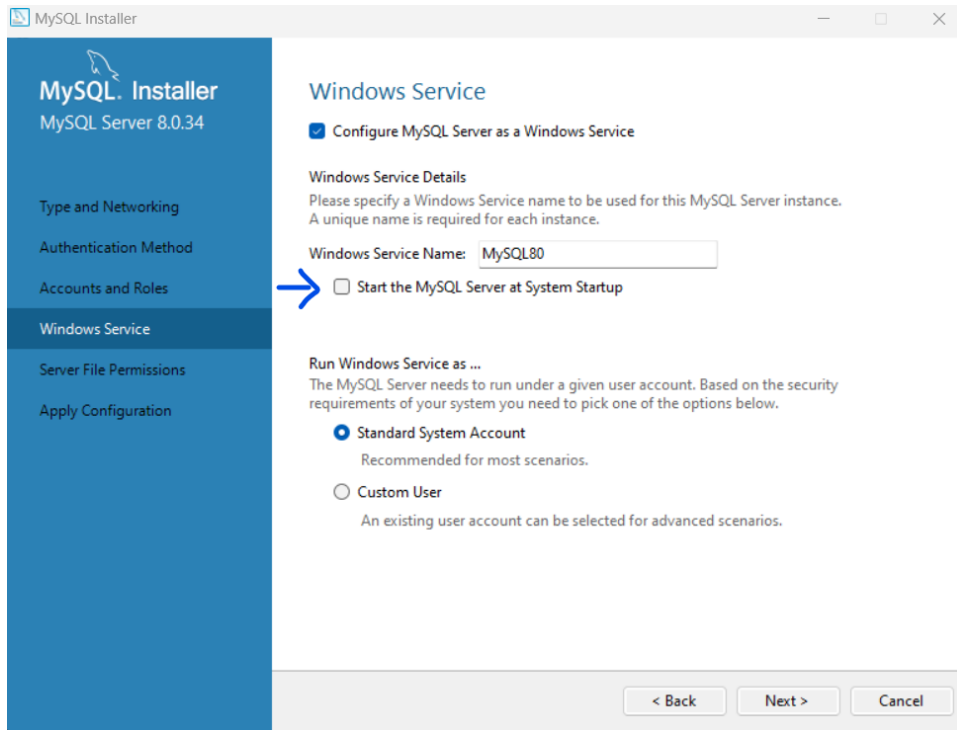 MySQL Installer
MySQL. Installer
MySQL Server 8.0.34
Type and Networking
Authentication Method
Accounts and Roles
Windows Service
Server File Permissions
Apply Configuration
Windows Service
Configure MySQL Server as a Windows Service
Windows Service Details
Please specify a Windows Service name to be used for this MySQL Server instance.
A unique name is required for each instance.
Windows Service Name: MySQL80
Start the MySQL Server at System Startup
Run Windows Service as ...
The MySQL Server needs to run under a given user account. Based on the security
requirements of your system you need to pick one of the options below.
Standard System Account
Recommended for most scenarios.
Custom User
An existing user account can be selected for advanced scenarios.
< Back Next > Cancel